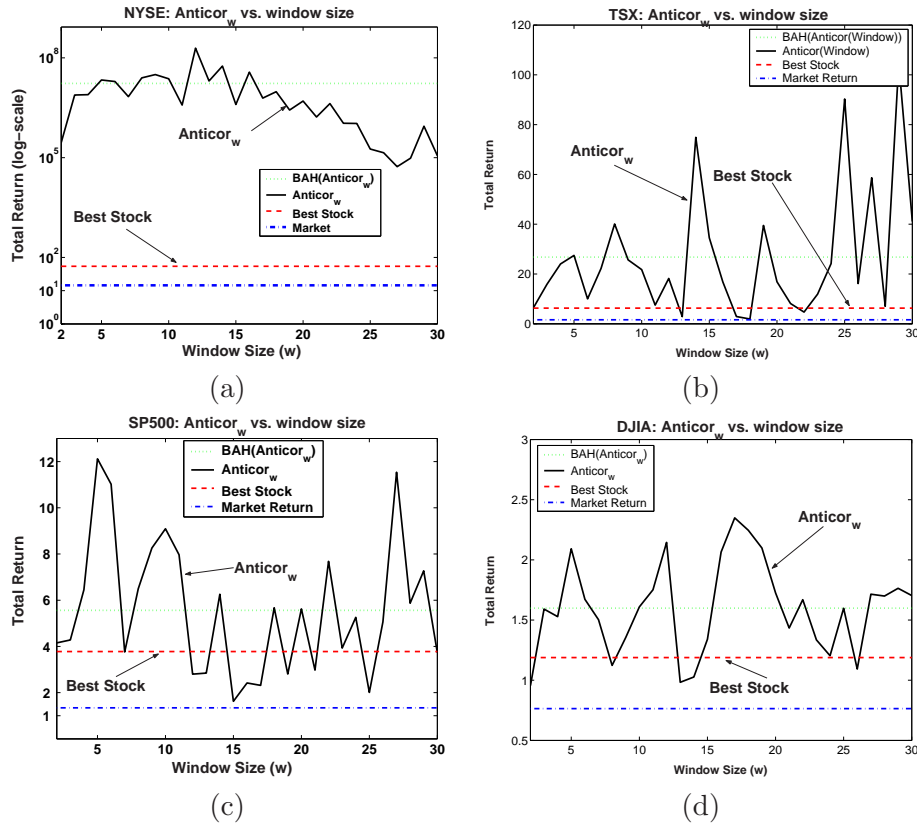 NYSE: Anticor_w vs. window size
Total Return (log−scale)
10^8
10^5
10^2
10^1
10^0
Anticor_w
BAH(Anticor_w)
Anticor_w
Best Stock
Market
Best Stock
2 5 10 15 20 25 30
Window Size (w)
(a)
TSX: Anticor_w vs. window size
Total Return
120
100
80
60
40
20
0
BAH(Anticor(Window))
Anticor(Window)
Best Stock
Market Return
Anticor_w
Best Stock
5 10 15 20 25 30
Window Size (w)
(b)
SP500: Anticor_w vs. window size
Total Return
12
10
8
6
4
2
1
BAH(Anticor_w)
Anticor_w
Best Stock
Market Return
Anticor_w
Best Stock
5 10 15 20 25 30
Window Size (w)
(c)
DJIA: Anticor_w vs. window size
Total Return
3
2.5
2
1.5
1
0.5
BAH(Anticor_w)
Anticor_w
Best Stock
Market Return
Anticor_w
Best Stock
5 10 15 20 25 30
Window Size (w)
(d)